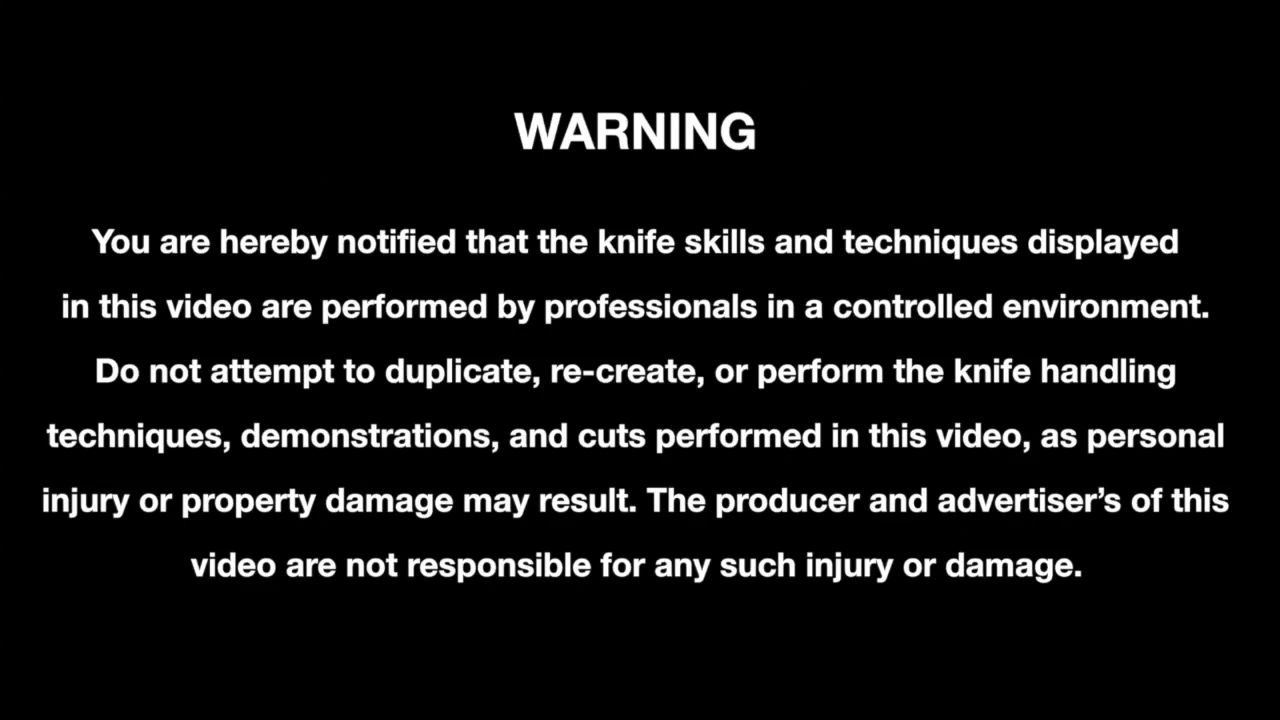 WARNING
You are hereby notified that the knife skills and techniques displayed
in this video are performed by professionals in a controlled environment.
Do not attempt to duplicate, re-create, or perform the knife handling
techniques, demonstrations, and cuts performed in this video, as personal
injury or property damage may result. The producer and advertiser’s of this
video are not responsible for any such injury or damage.